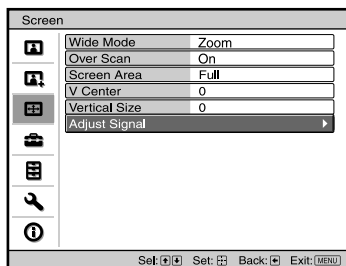 Screen
Wide Mode Zoom
Over Scan On
Screen Area Full
V Center 0
Vertical Size 0
Adjust Signal
Sel: Set: Back: Exit: MENU